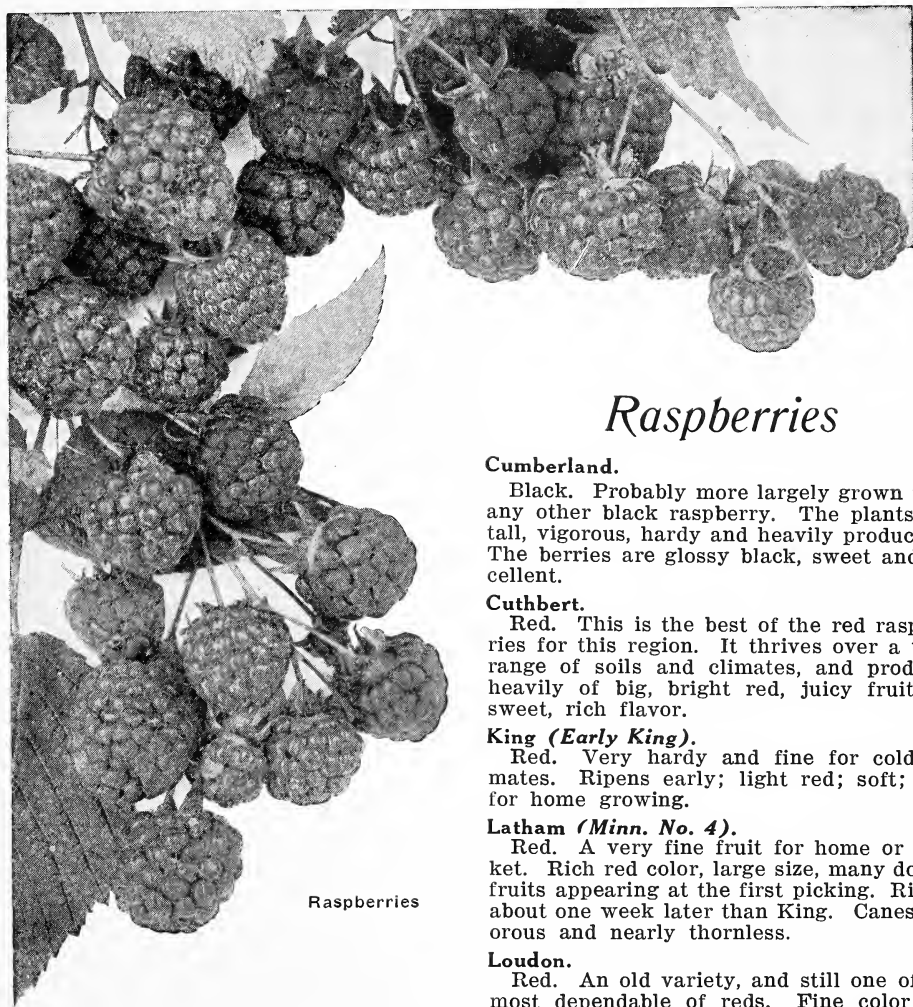 Raspberries
Cumberland.
Black. Probably more largely grown
any other black raspberry. The plants
tall, vigorous, hardy and heavily produc
The berries are glossy black, sweet and
cellent.
Cuthbert.
Red. This is the best of the red rasp
ries for this region. It thrives over a
range of soils and climates, and prod
heavily of big, bright red, juicy fruit
sweet, rich flavor.
King (Early King).
Red. Very hardy and fine for cold
mates. Ripens early; light red; soft;
for home growing.
Latham (Minn. No. 4).
Red. A very fine fruit for home or
ket. Rich red color, large size, many do
fruits appearing at the first picking. Ri
about one week later than King. Canes
orous and nearly thornless.
Loudon.
Red. An old variety, and still one of
most dependable of reds. Fine color
Raspberries